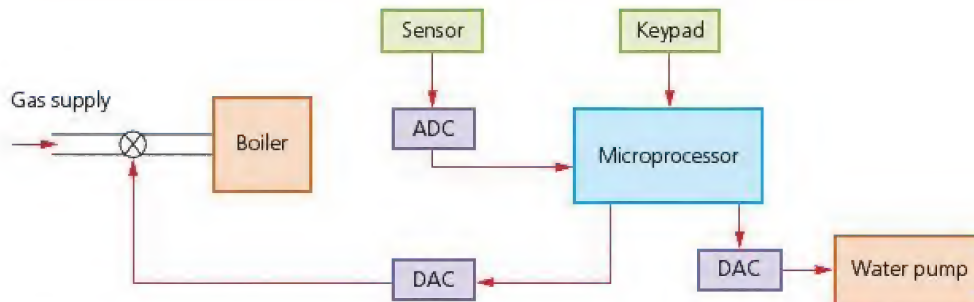 Sensor
Keypad
Gas supply
Boiler
ADC
Microprocessor
DAC
DAC
Water pump